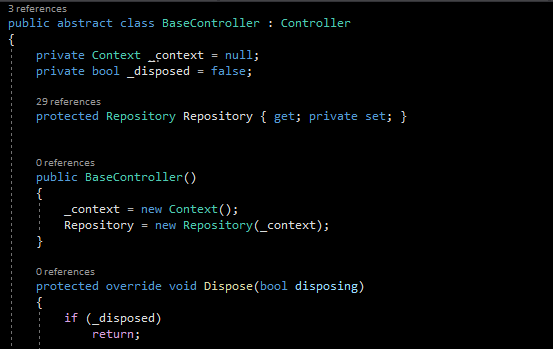 3 references
public abstract class BaseController : Controller
{
private Context _context = null;
private bool _disposed = false;
29 references
protected Repository Repository { get; private set; }
0 references
public BaseController()
{
_context = new Context();
Repository = new Repository(_context);
}
0 references
protected override void Dispose(bool disposing)
{
if (_disposed)
return;